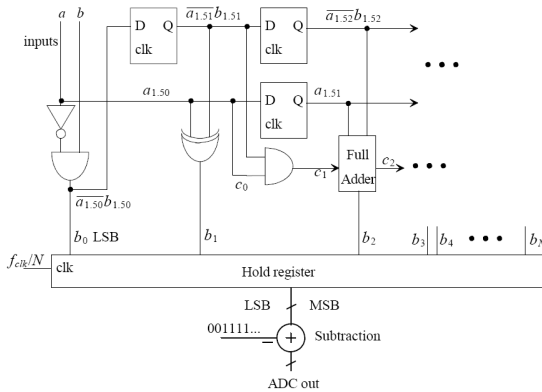 a b
inputs
D Q
clk
\overline{a_{1.51}}b_{1.51}
D Q
clk
\overline{a_{1.52}}b_{1.52}
a_{1.50}
D Q
clk
a_{1.51}
c_0
c_1
Full
Adder
c_2
\overline{a_{1.50}}b_{1.50}
b_0 LSB
b_1
b_2
b_3
b_4
b_N
f_{clk}/N
clk
Hold register
LSB
MSB
001111...
−
+
Subtraction
ADC out